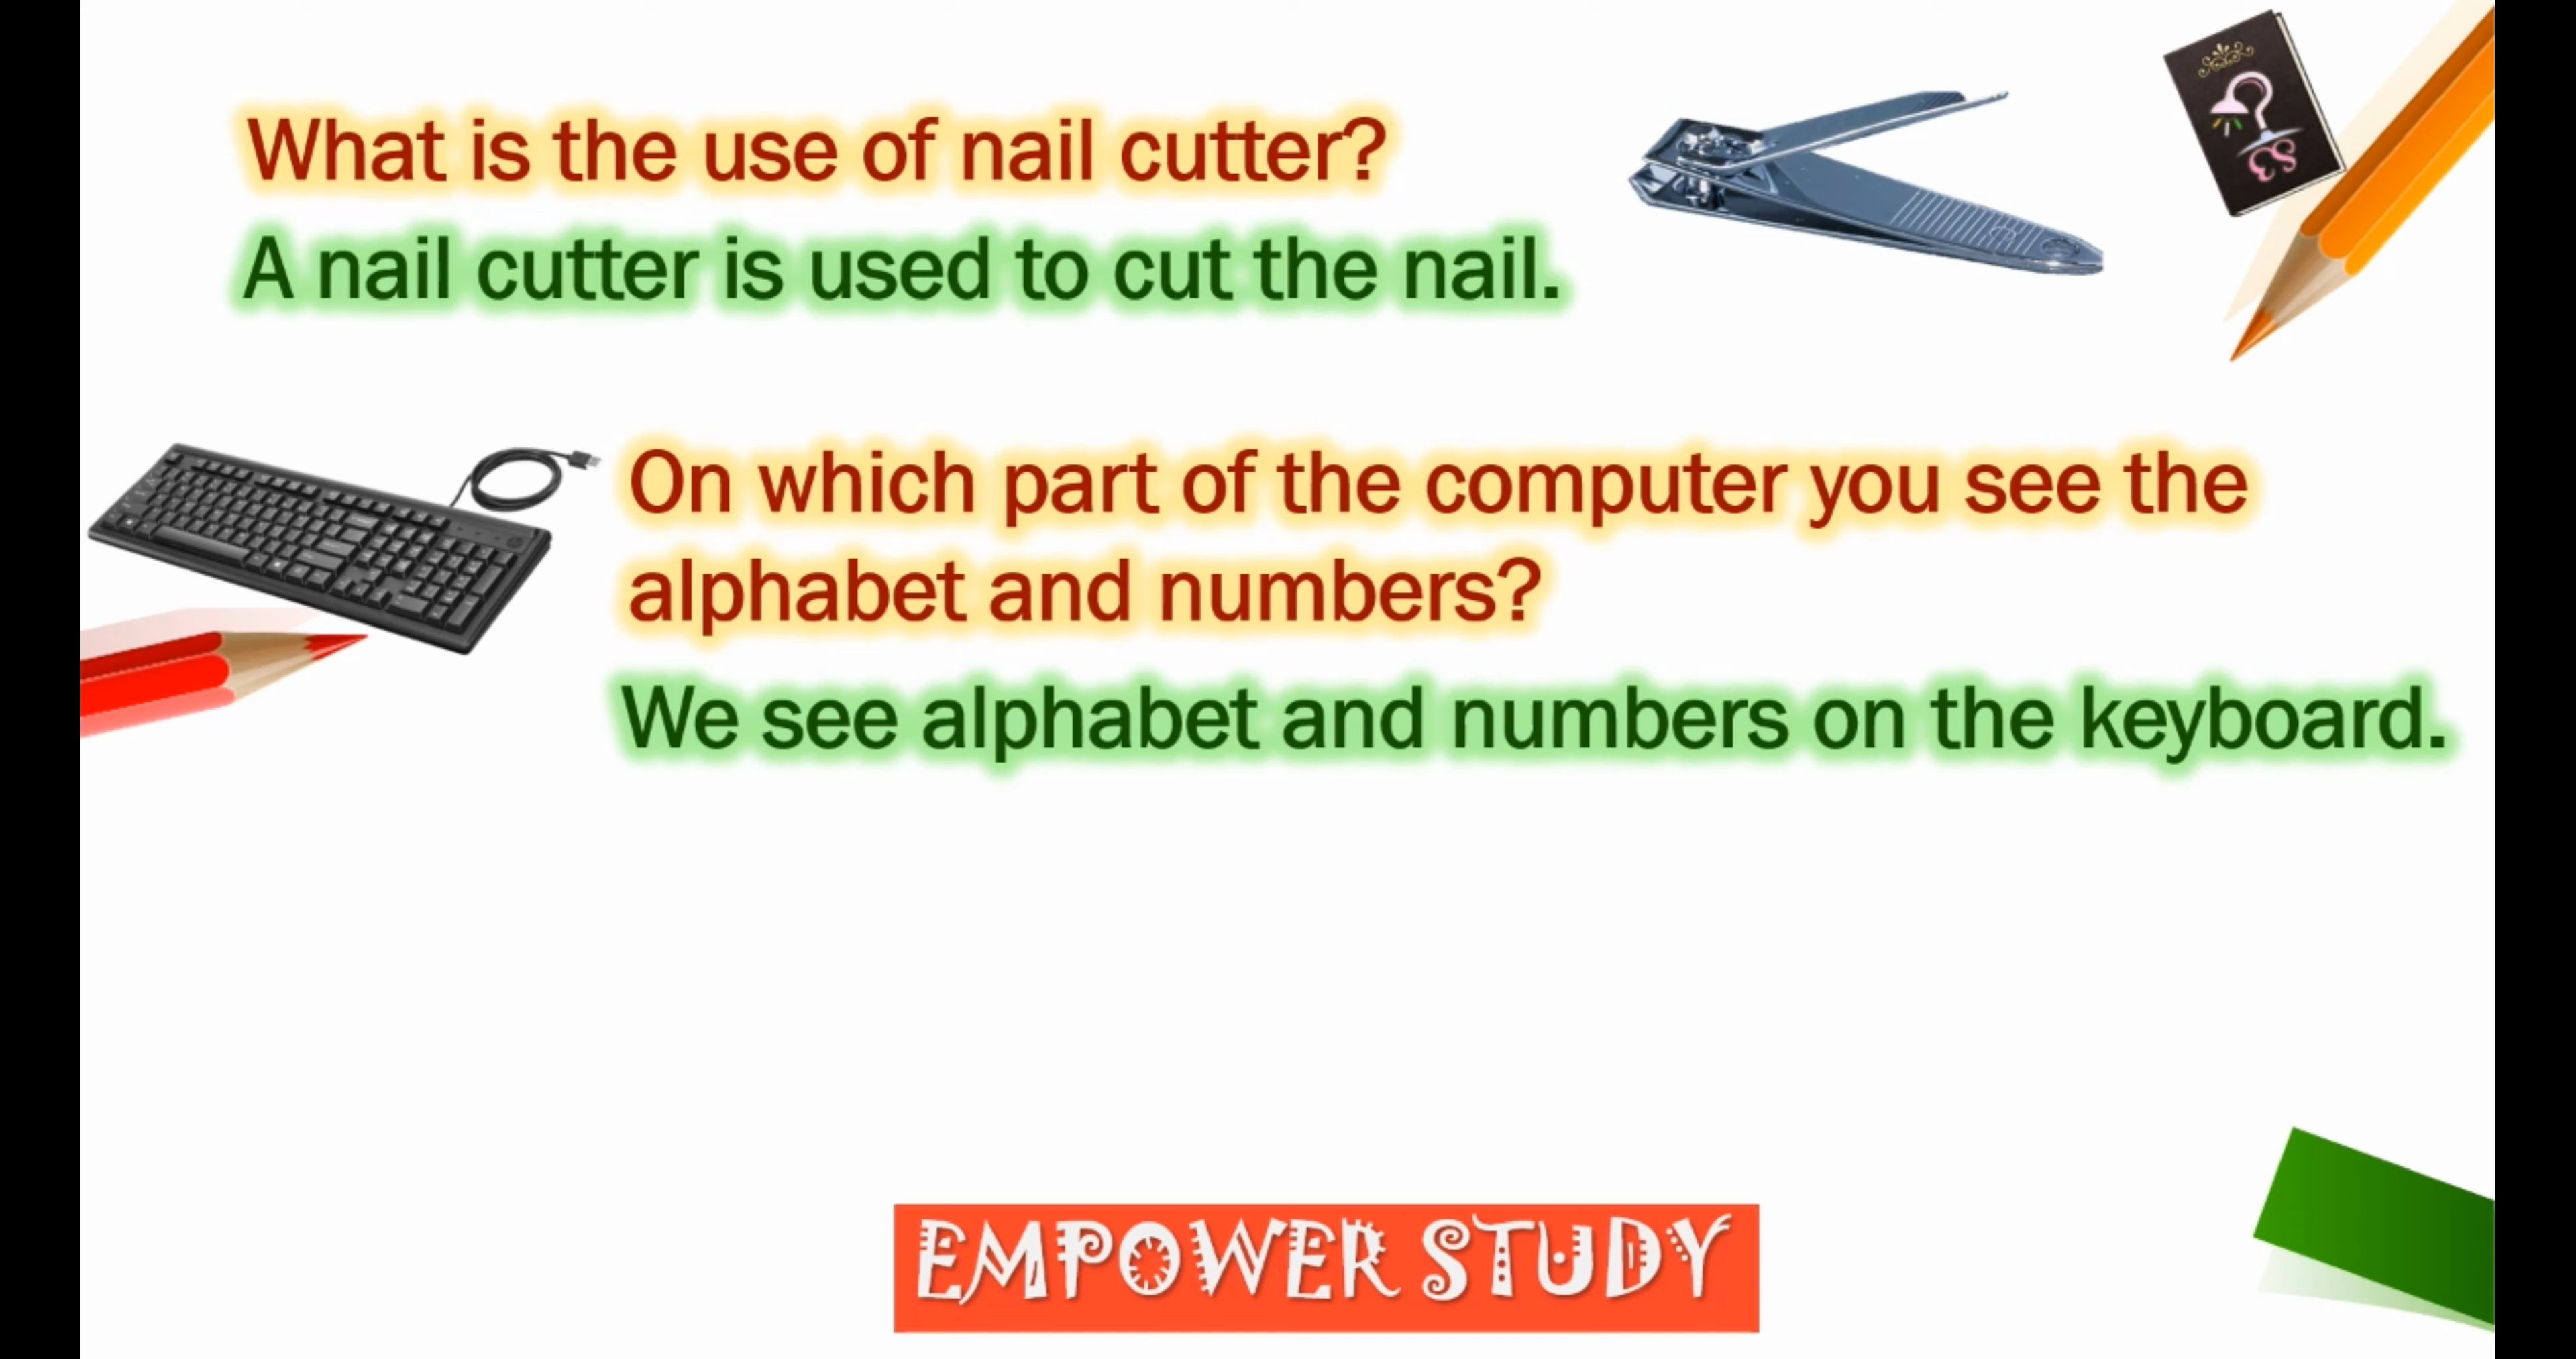 What is the use of nail cutter?
A nail cutter is used to cut the nail.
On which part of the computer you see the
alphabet and numbers?
We see alphabet and numbers on the keyboard.
EMPOWER STUDY
ES